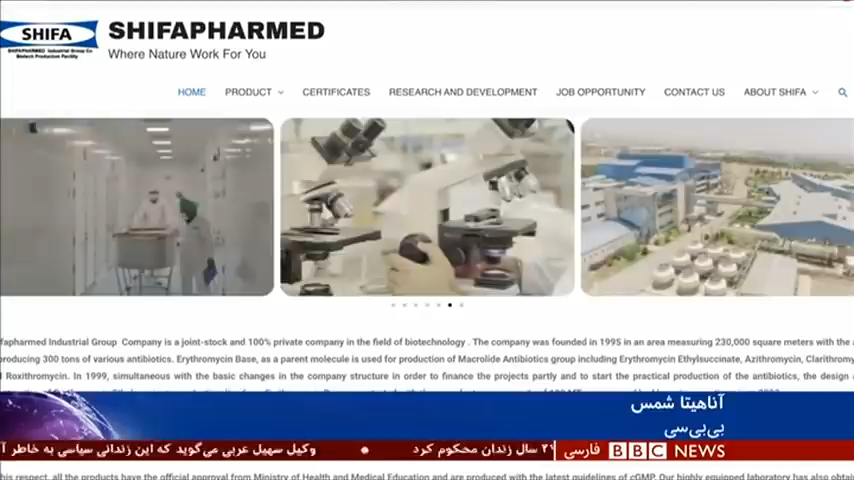 SHIFA
SHIFAPHARMED Industrial Group Co
Biotech Production Facility
SHIFAPHARMED
Where Nature Work For You
HOME PRODUCT CERTIFICATES RESEARCH AND DEVELOPMENT JOB OPPORTUNITY CONTACT US ABOUT SHIFA
fapharmed Industrial Group Company is a joint-stock and 100% private company in the field of biotechnology . The company was founded in 1995 in an area measuring 230,000 square meters with the a
producing 300 tons of various antibiotics. Erythromycin Base, as a parent molecule is used for production of Macrolide Antibiotics group including Erythromycin Ethylsuccinate, Azithromycin, Clarithromy
l Roxithromycin. In 1999, simultaneous with the basic changes in the company structure in order to finance the projects partly and to start the practical production of the antibiotics, the design
آناهیتا شمس
بی‌بی‌سی
۲۹ سال زندان محکوم کرد
وکیل سهیل عربی می‌گوید که این زندانی سیاسی به خاطر آ
BBC NEWS فارسی
his respect, all the products have the official approval from Ministry of Health and Medical Education and are produced with the latest guidelines of cGMP. Our highly equipped laboratory has also obtain